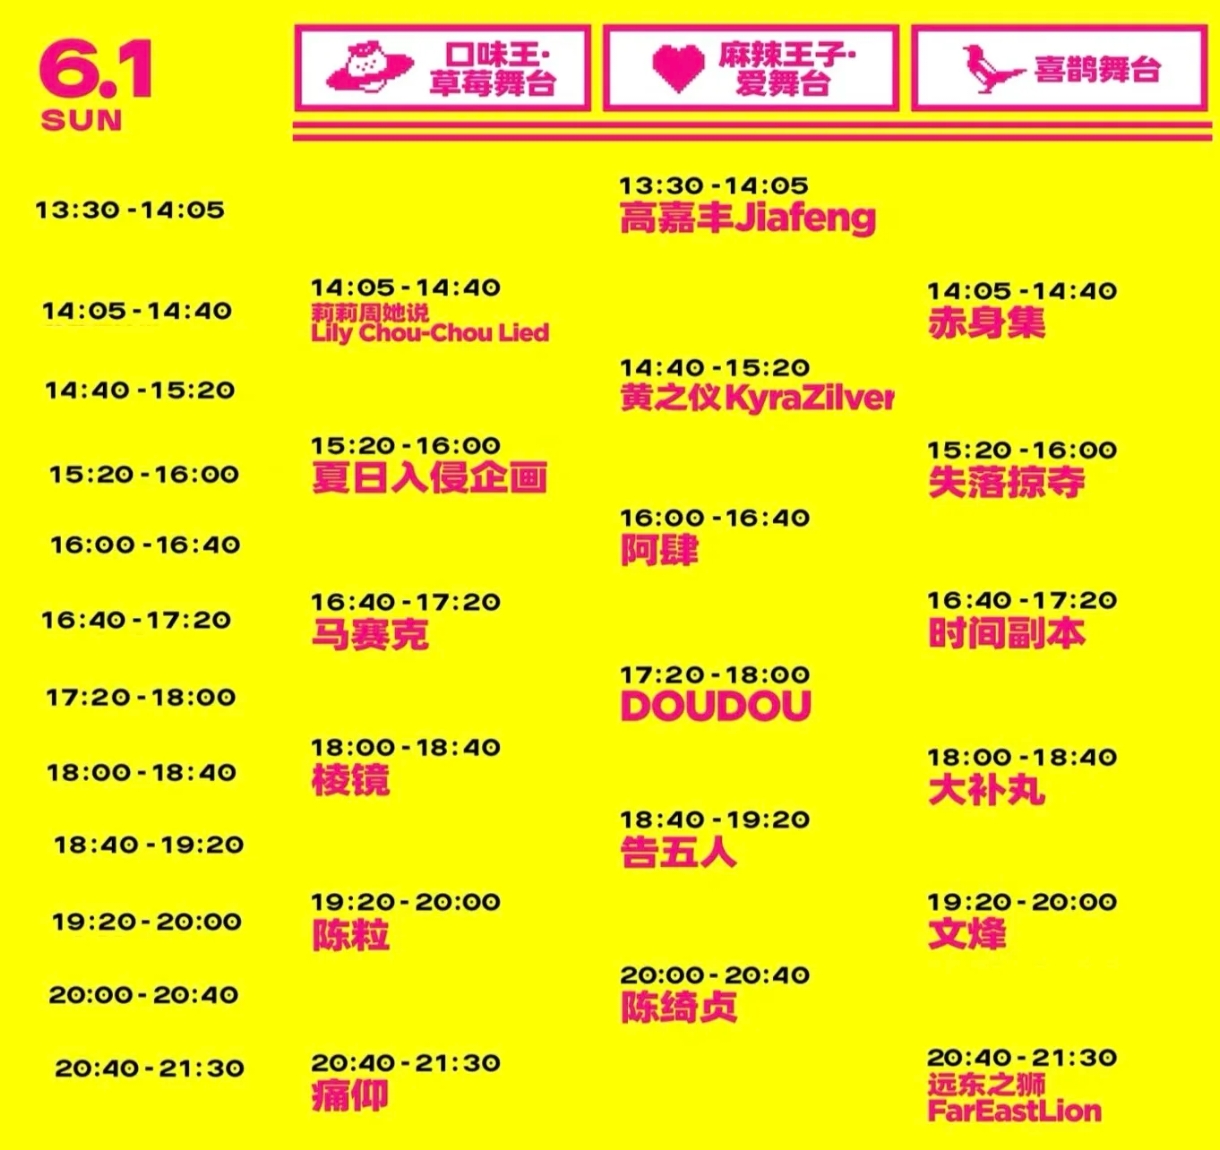 6.1
SUN
口味王·
草莓舞台
麻辣王子·
爱舞台
喜鹊舞台
13:30 -14:05
13:30 -14:05
高嘉丰Jiafeng
14:05 -14:40
14:05 -14:40
莉莉周她说
Lily Chou-Chou Lied
14:05 -14:40
赤身集
14:40 -15:20
14:40 -15:20
黄之仪KyraZilver
15:20 -16:00
15:20 -16:00
夏日入侵企画
15:20 -16:00
失落掠夺
16:00 -16:40
16:00 -16:40
阿肆
16:40 -17:20
16:40 -17:20
马赛克
16:40 -17:20
时间副本
17:20 -18:00
17:20 -18:00
DOUDOU
18:00 -18:40
18:00 -18:40
棱镜
18:00 -18:40
大补丸
18:40 -19:20
18:40 -19:20
告五人
19:20 - 20:00
19:20 - 20:00
陈粒
19:20 - 20:00
文烽
20:00 - 20:40
20:00 - 20:40
陈绮贞
20:40 - 21:30
20:40 - 21:30
痛仰
20:40 - 21:30
远东之狮
FarEastLion